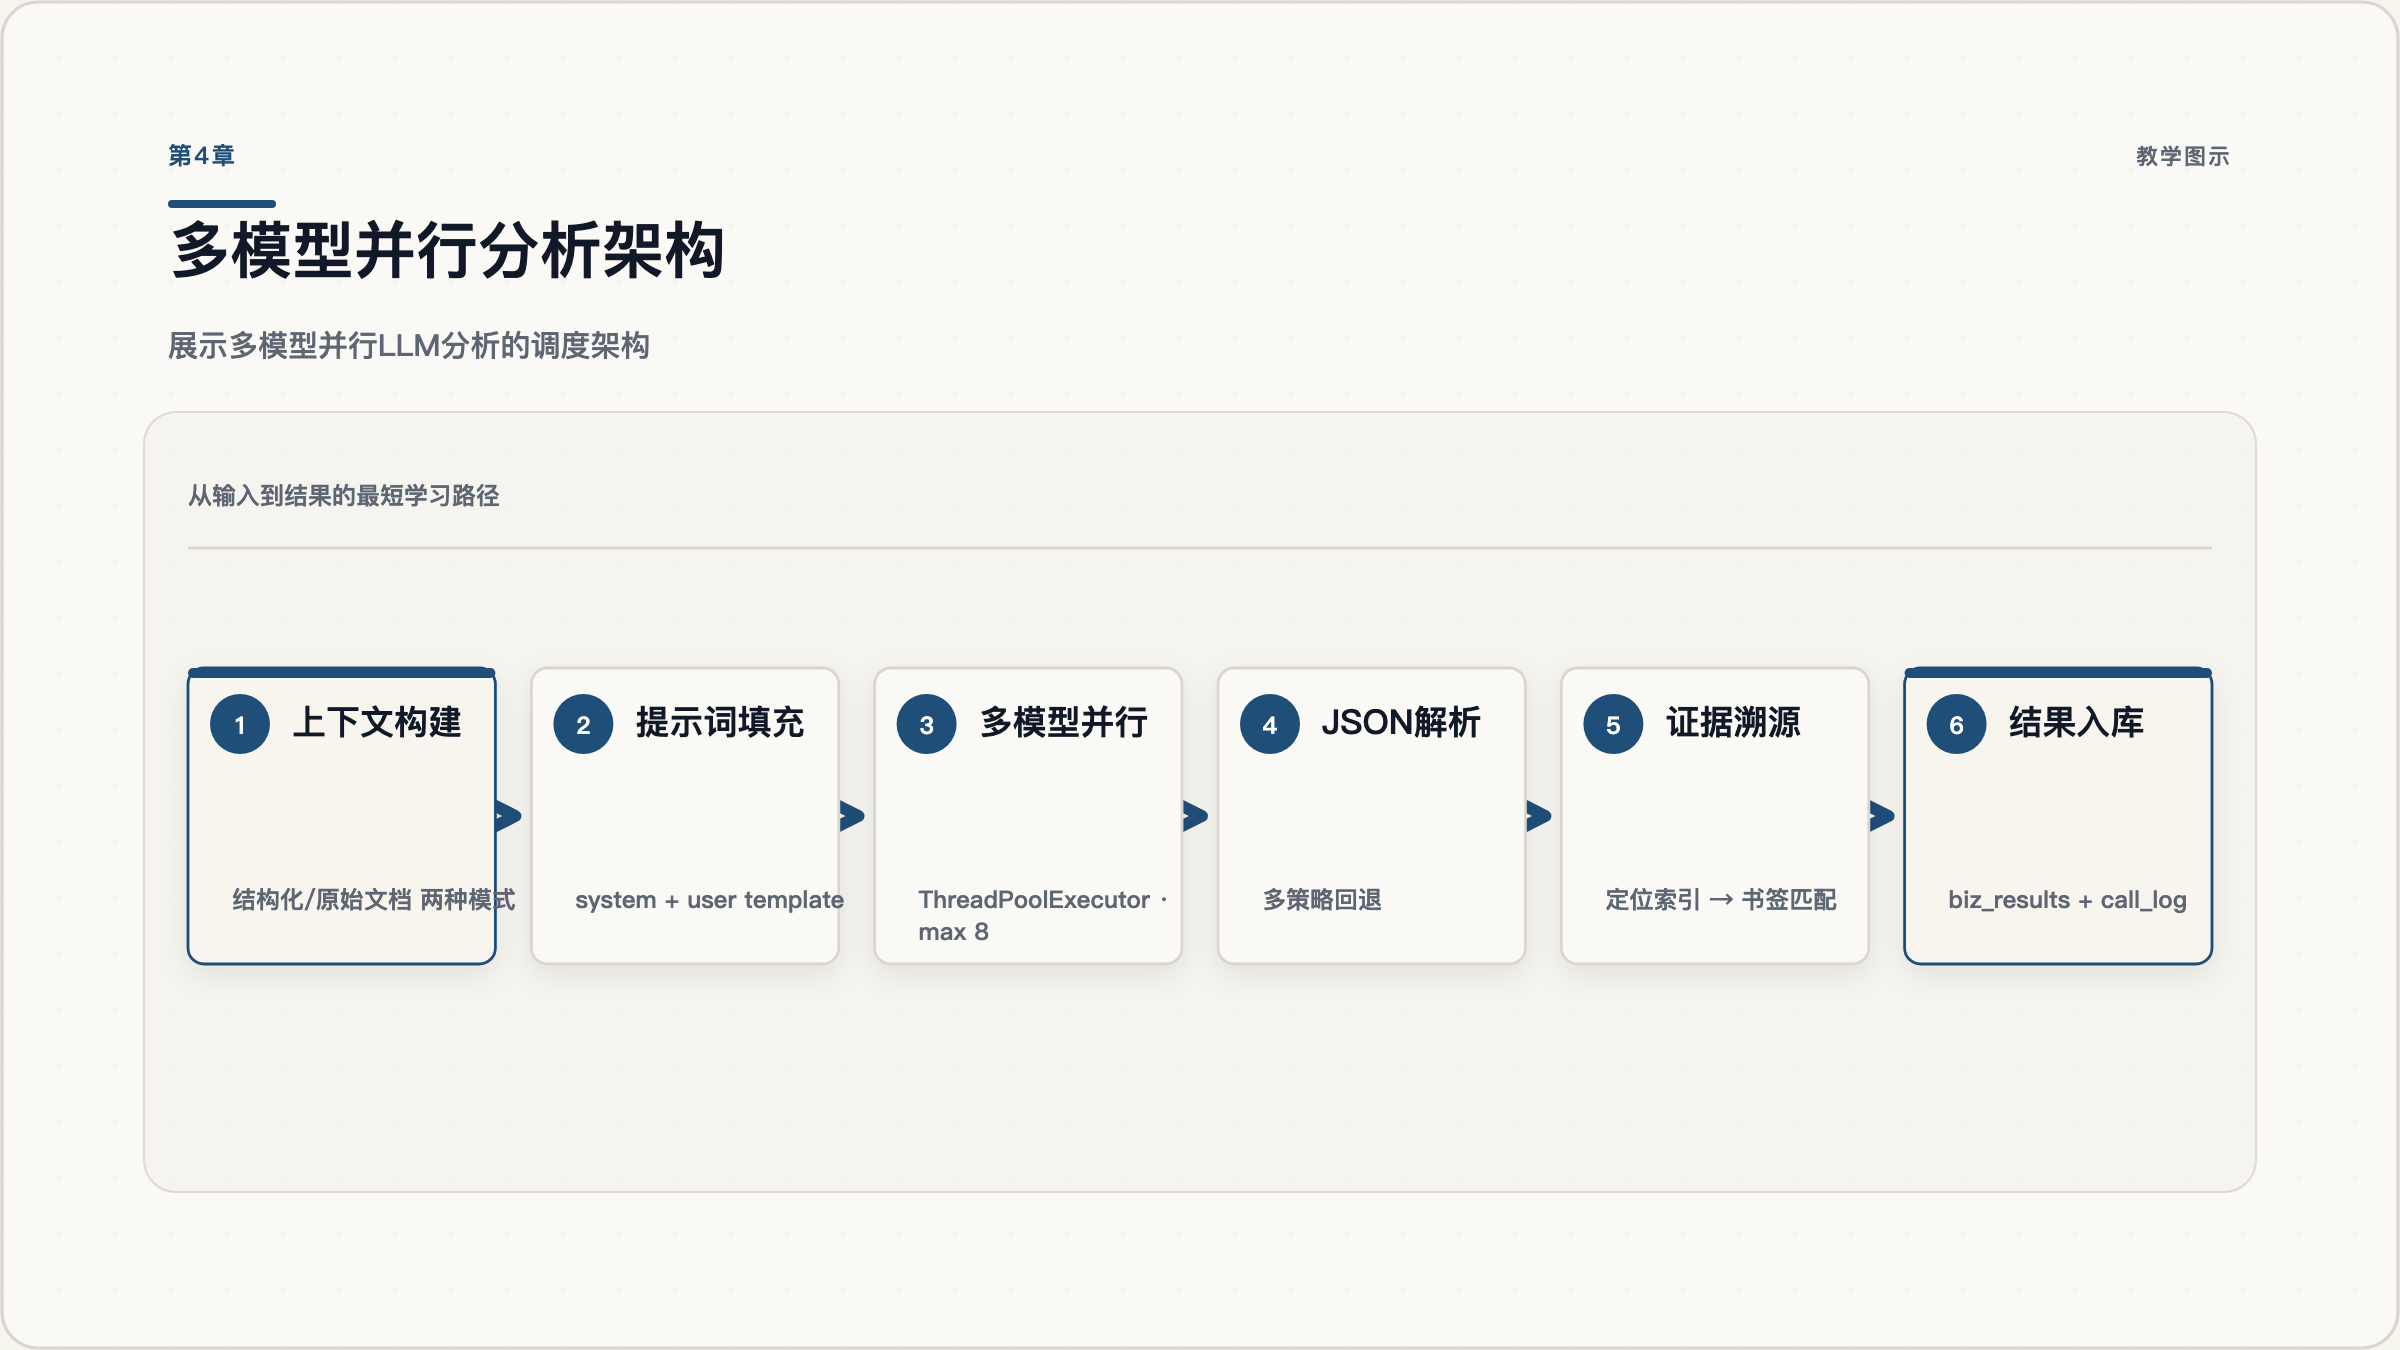 第4章
教学图示
多模型并行分析架构
展示多模型并行LLM分析的调度架构
从输入到结果的最短学习路径
1 上下文构建
结构化/原始文档 两种模式
2 提示词填充
system + user template
3 多模型并行
ThreadPoolExecutor ·
max 8
4 JSON解析
多策略回退
5 证据溯源
定位索引 → 书签匹配
6 结果入库
biz_results + call_log